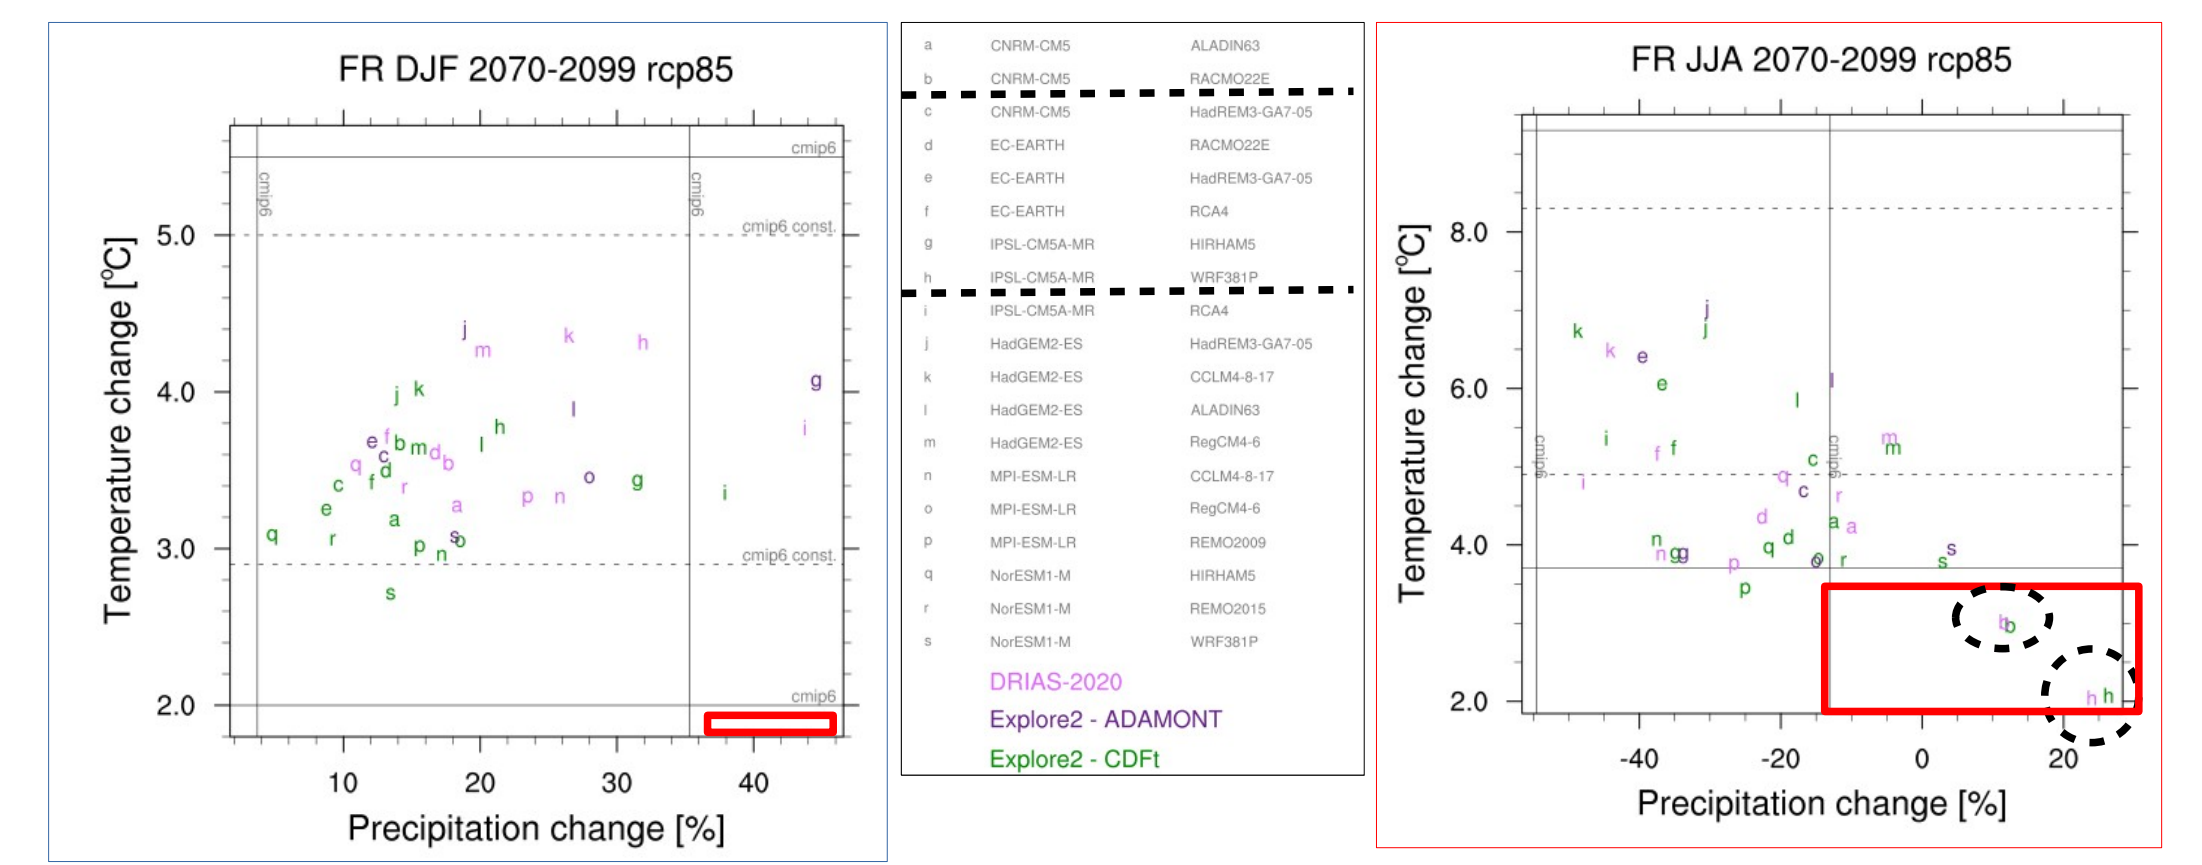 FR DJF 2070-2099 rcp85
cmip6
cmip6
cmip6
cmip6 const.
cmip6 const.
cmip6
5.0
4.0
3.0
2.0
Temperature change [°C]
j
m
k
h
g
i
j
k
l
h
e
f
b
m
d
b
c
q
d
f
r
c
e
a
a
p
n
o
g
i
q
r
p
s
o
n
s
l
10
20
30
40
Precipitation change [%]
a CNRM-CM5 ALADIN63
b CNRM-CM5 RACMO22E
c CNRM-CM5 HadREM3-GA7-05
d EC-EARTH RACMO22E
e EC-EARTH HadREM3-GA7-05
f EC-EARTH RCA4
g IPSL-CM5A-MR HIRHAM5
h IPSL-CM5A-MR WRF381P
i IPSL-CM5A-MR RCA4
j HadGEM2-ES HadREM3-GA7-05
k HadGEM2-ES CCLM4-8-17
l HadGEM2-ES ALADIN63
m HadGEM2-ES RegCM4-6
n MPI-ESM-LR CCLM4-8-17
o MPI-ESM-LR RegCM4-6
p MPI-ESM-LR REMO2009
q NorESM1-M HIRHAM5
r NorESM1-M REMO2015
s NorESM1-M WRF381P
DRIAS-2020
Explore2 - ADAMONT
Explore2 - CDFt
FR JJA 2070-2099 rcp85
8.0
6.0
4.0
2.0
Temperature change [°C]
cmip6
cmip6
j
j
k
k
e
e
l
l
i
i
f
f
m
m
c
c
q
r
d
a
a
d
q
n
n
g
g
p
p
o
o
r
s
s
b
b
h
h
-40
-20
0
20
Precipitation change [%]